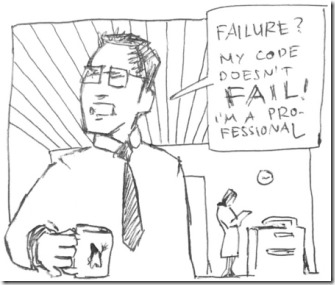 FAILURE?
MY CODE
DOESN'T
FAIL!
I'M A PRO-
FESSIONAL